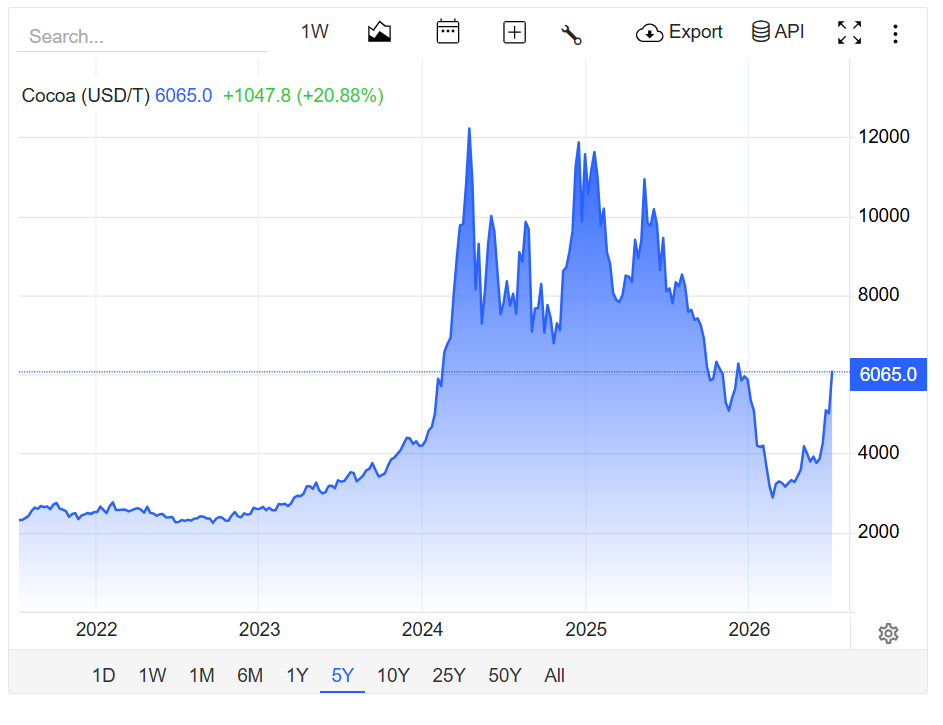 Search... 1W Export API
Cocoa (USD/T) 6065.0 +1047.8 (+20.88%)
12000
10000
8000
6065.0
4000
2000
2022 2023 2024 2025 2026
1D 1W 1M 6M 1Y 5Y 10Y 25Y 50Y All